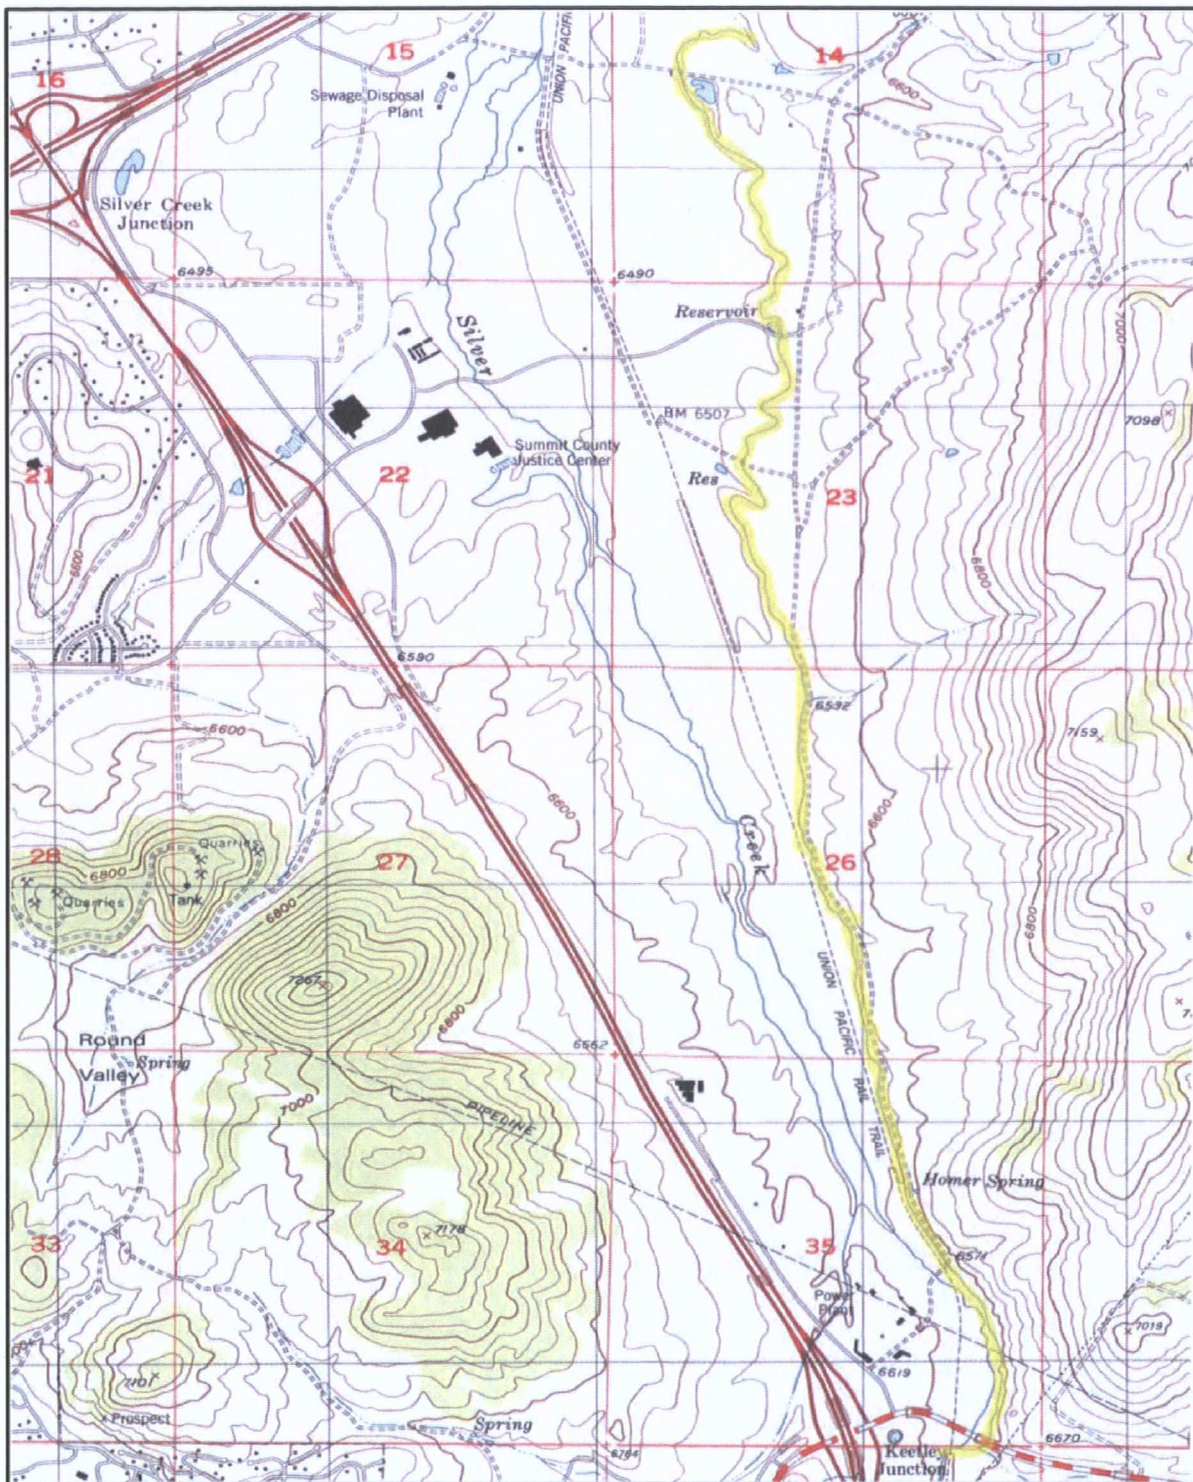 15
16
14
UNION PACIFIC
6600
Sewage Disposal
Plant
Silver Creek
Junction
6495
6490
Reservoir
Silver
7000
BM 6507
7098
Summit County
Justice Center
21
22
Res
23
6600
6800
6590
6532
6600
7159
6600
6600
Creek
Quarries
28
27
26
6800
Quarries
Tank
6800
6800
7267
UNION PACIFIC RAIL TRAIL
6800
Round
Valley
Spring
6662
7000
PIPELINE
Homer Spring
7178
33
34
35
6571
Power
Plant
7019
7101
6619
Prospect
Spring
6764
Keetley
Junction
6670